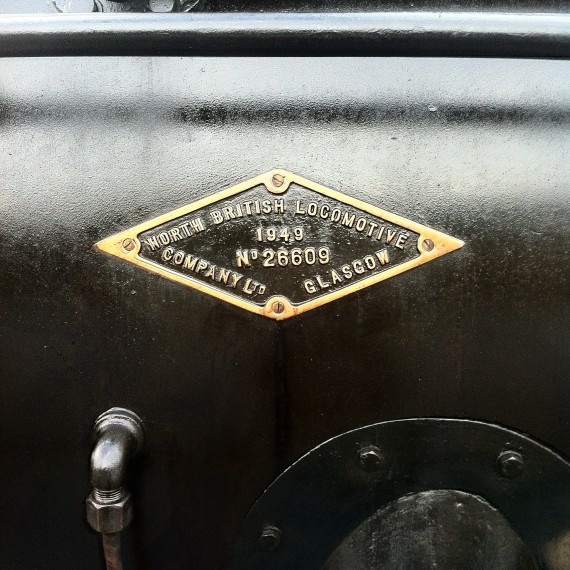 NORTH BRITISH LOCOMOTIVE
1949
Nº 26609
COMPANY LTD GLASGOW